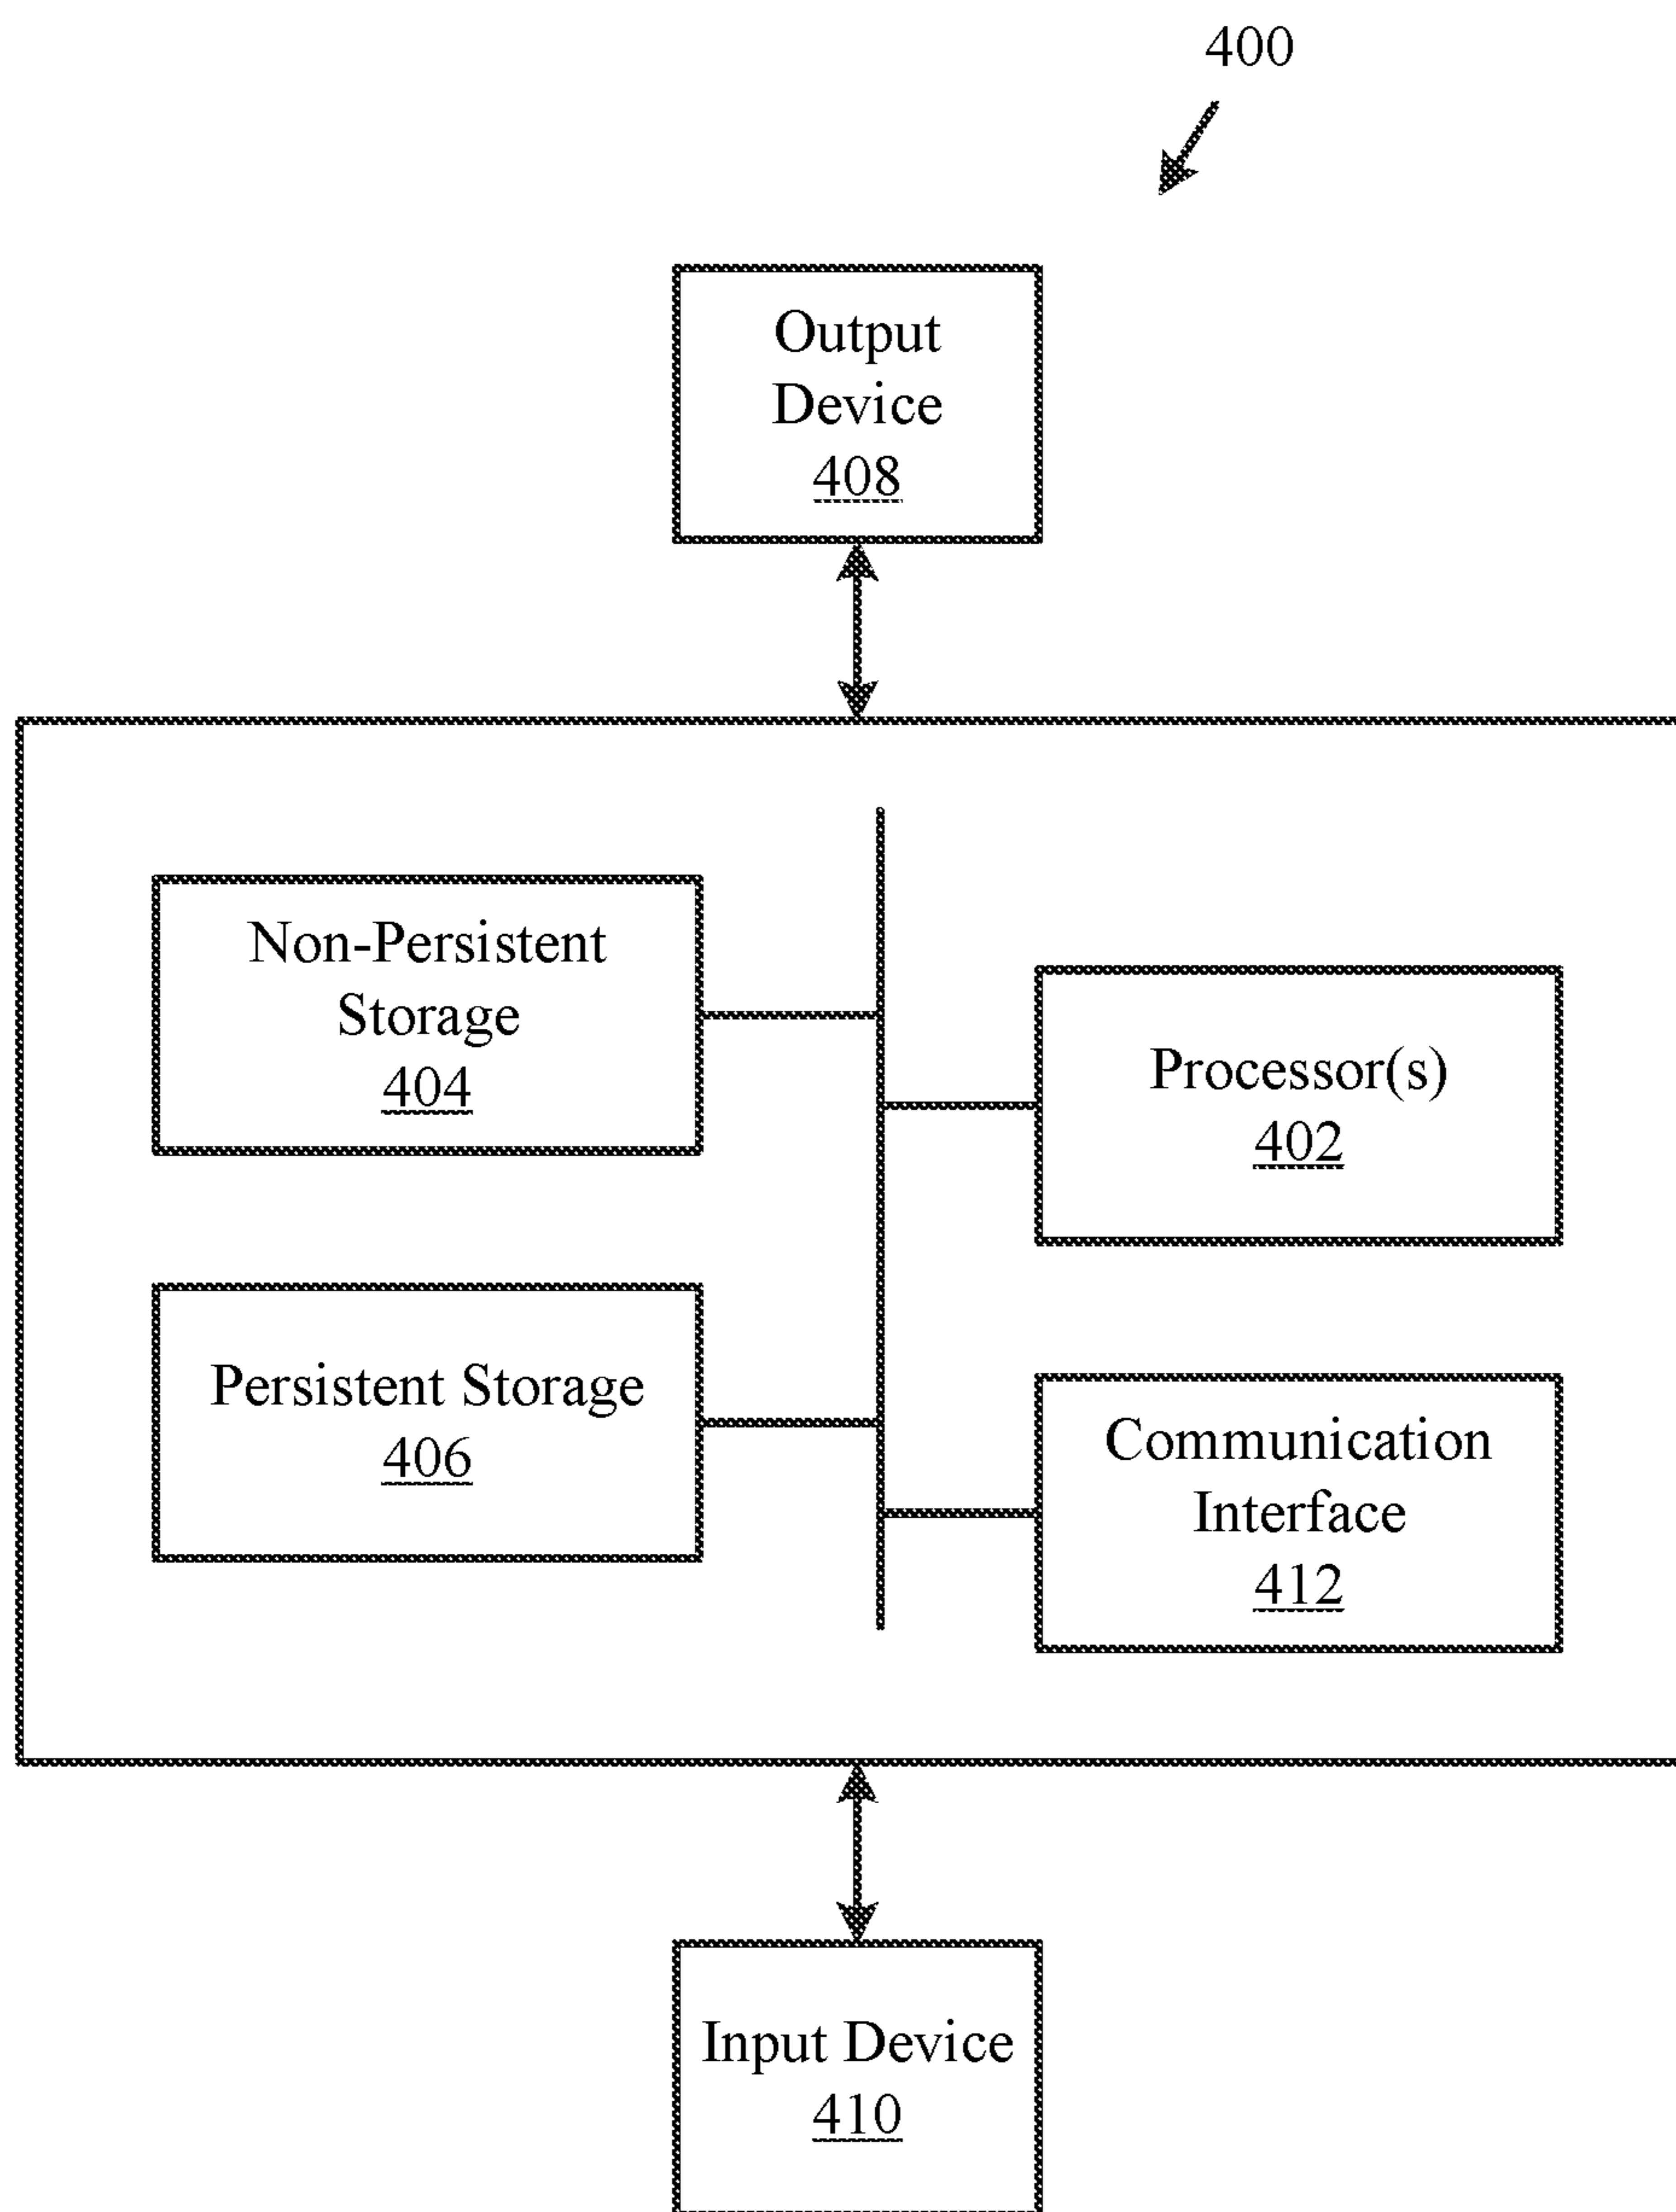 400
Output
Device
408
Non-Persistent
Storage
404
Processor(s)
402
Persistent Storage
406
Communication
Interface
412
Input Device
410